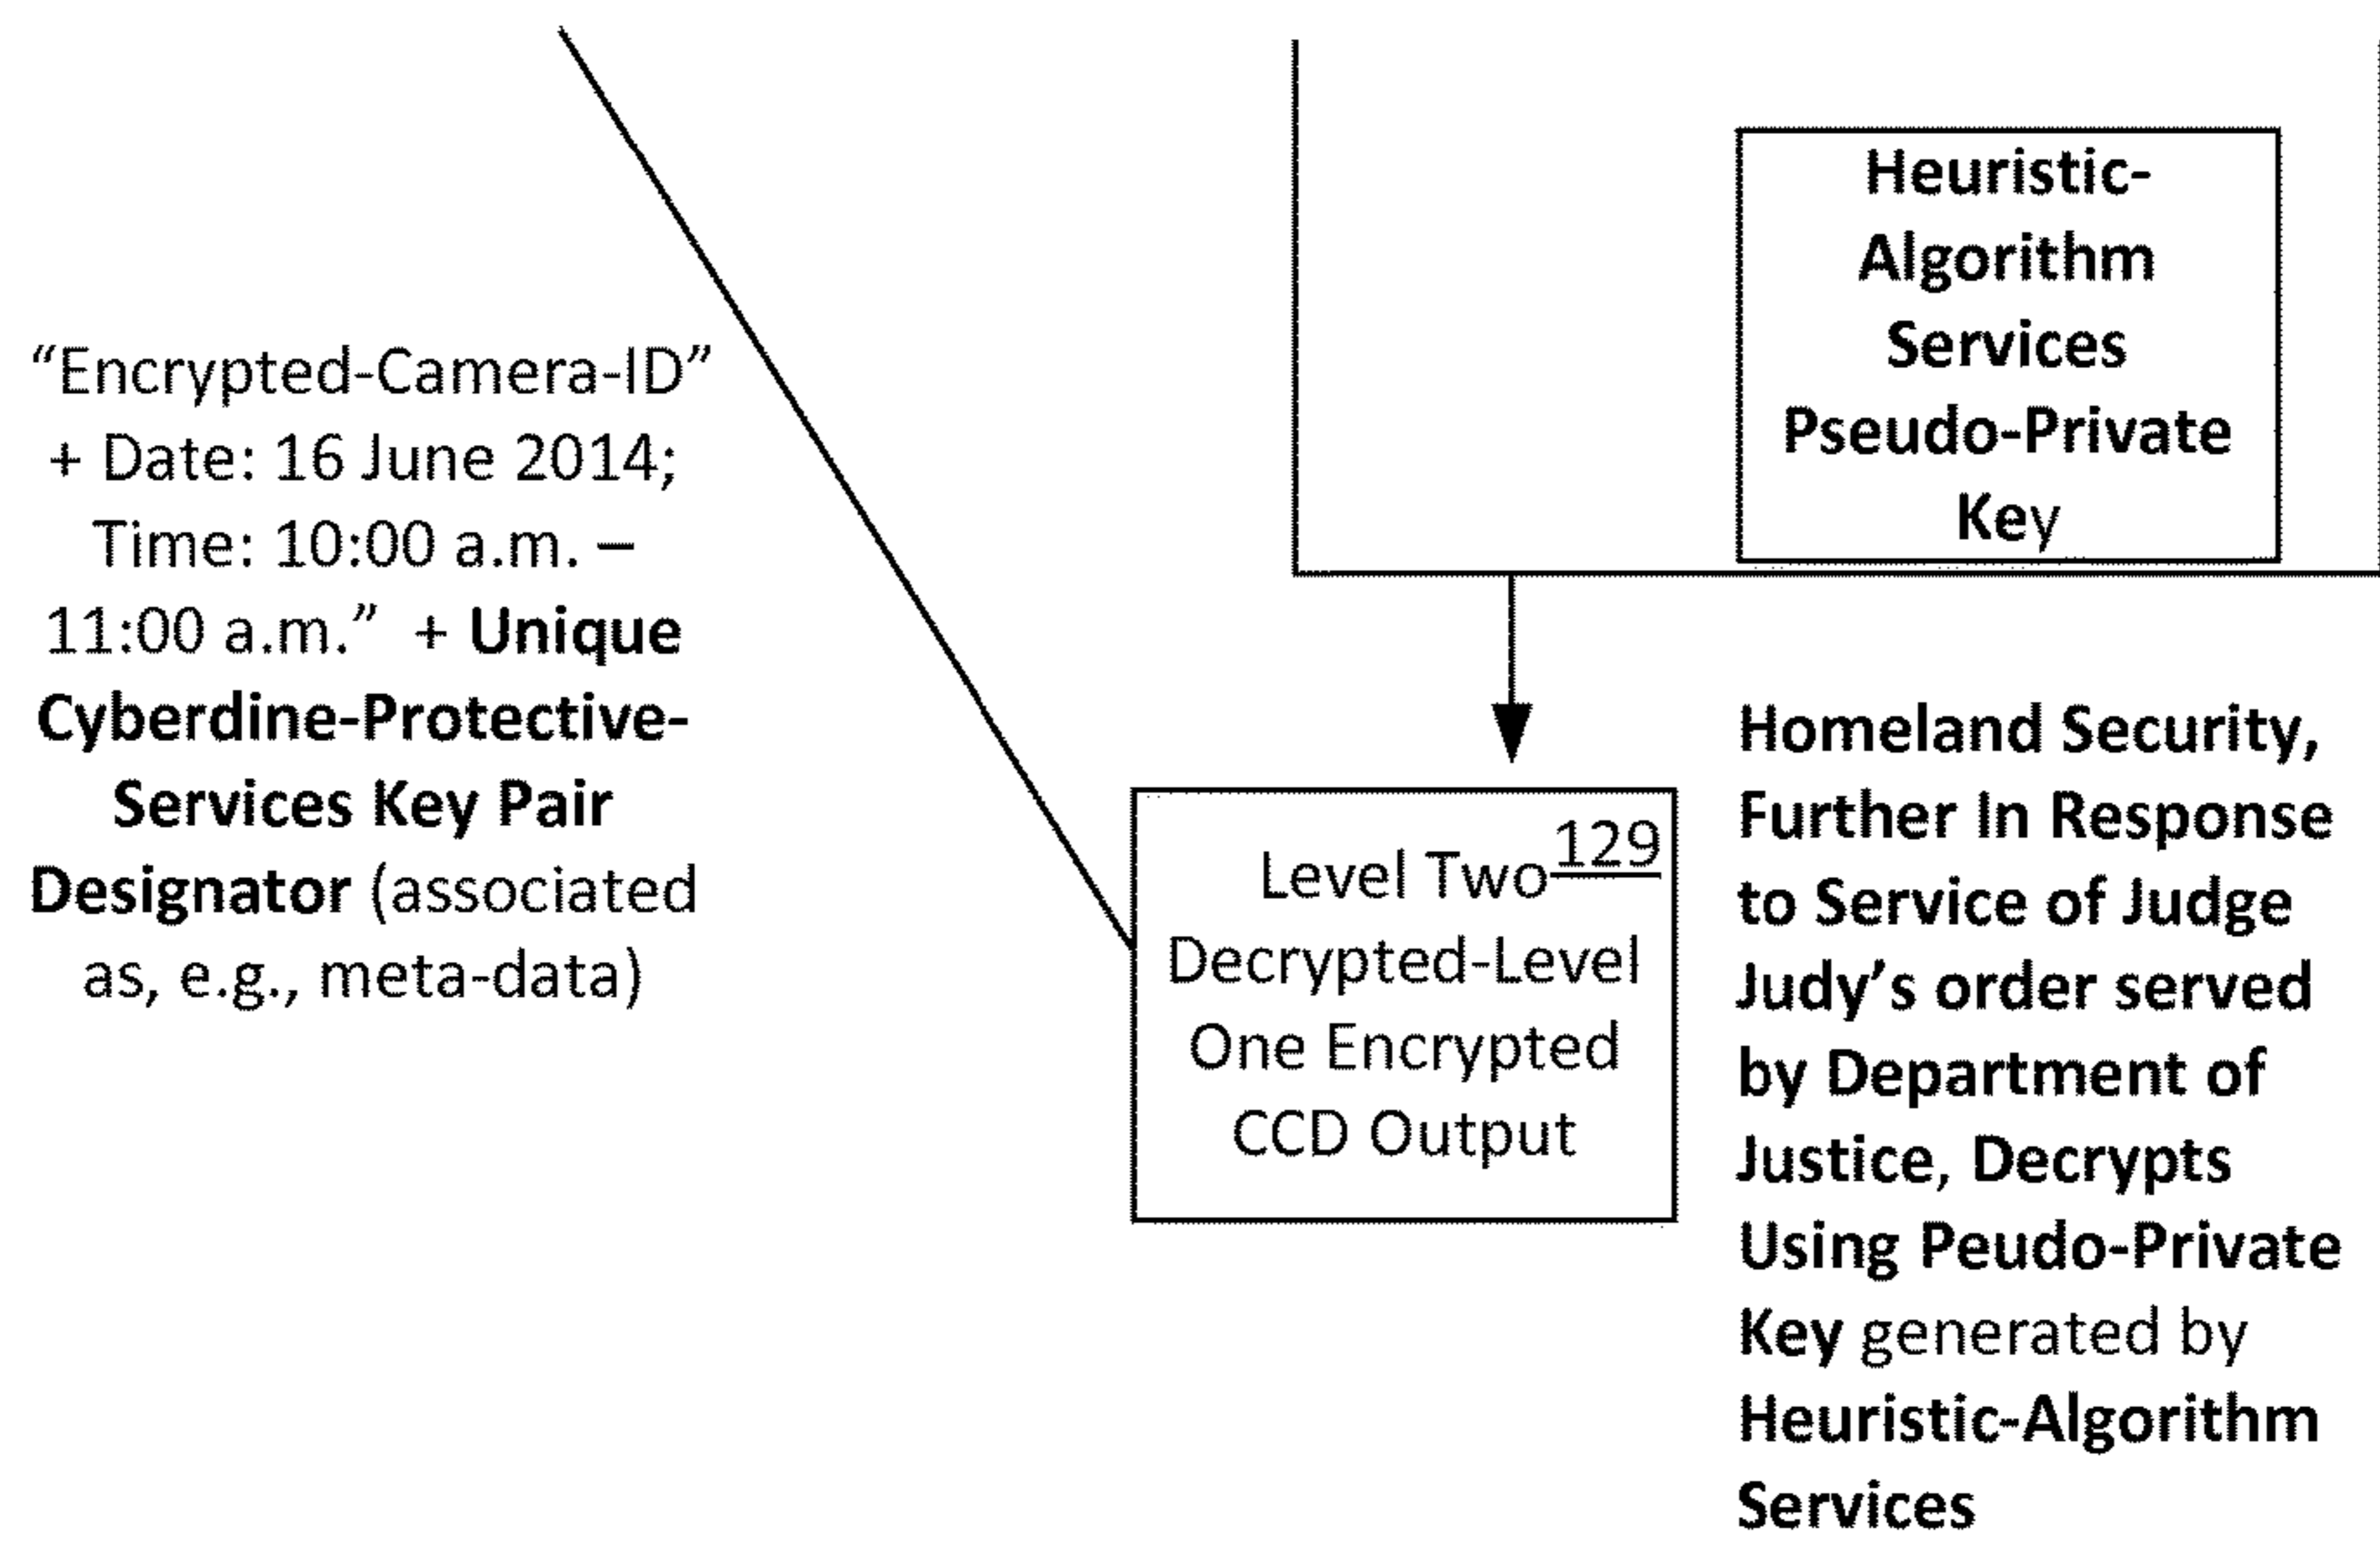 Heuristic-
Algorithm
Services
Pseudo-Private
Key
“Encrypted-Camera-ID”
+ Date: 16 June 2014;
Time: 10:00 a.m. –
11:00 a.m.” + Unique
Cyberdine-Protective-
Services Key Pair
Designator (associated
as, e.g., meta-data)
Level Two 129
Decrypted-Level
One Encrypted
CCD Output
Homeland Security,
Further In Response
to Service of Judge
Judy’s order served
by Department of
Justice, Decrypts
Using Peudo-Private
Key generated by
Heuristic-Algorithm
Services